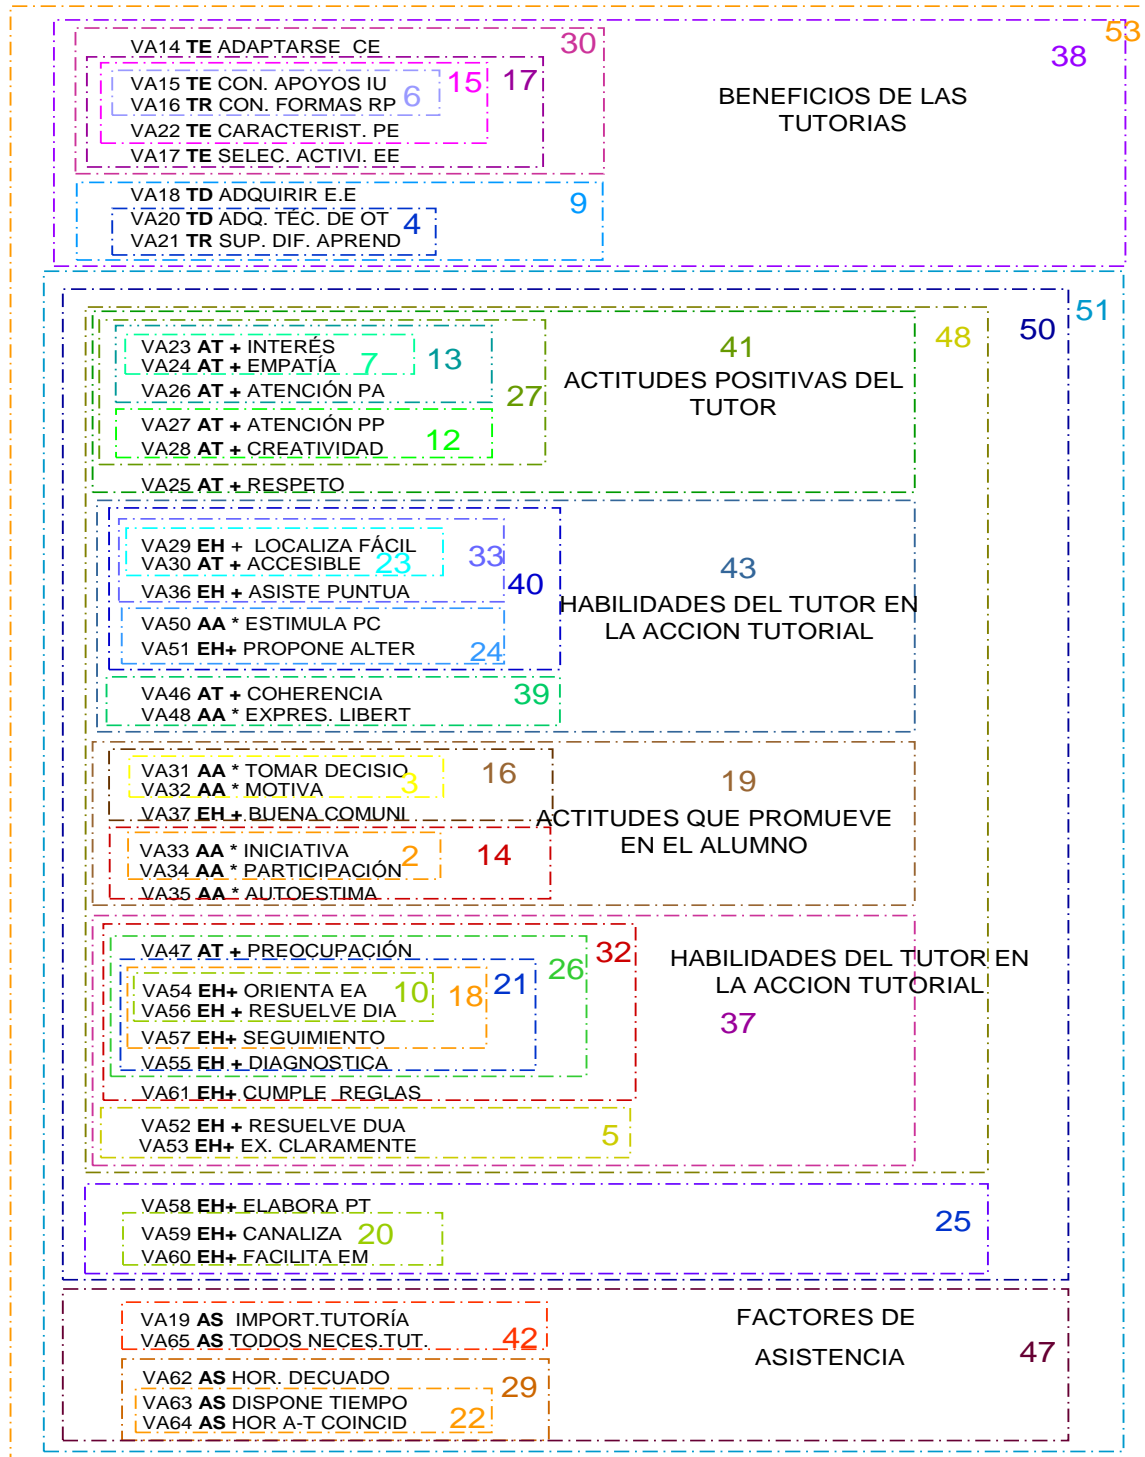 53
38
VA14 TE ADAPTARSE CE
30
17
15
VA15 TE CON. APOYOS IU
VA16 TR CON. FORMAS RP
6
VA22 TE CARACTERIST. PE
VA17 TE SELEC. ACTIVI. EE
BENEFICIOS DE LAS
TUTORIAS
VA18 TD ADQUIRIR E.E
9
VA20 TD ADQ. TÉC. DE OT
VA21 TR SUP. DIF. APREND
4
51
50
48
VA23 AT + INTERÉS
VA24 AT + EMPATÍA
7
13
VA26 AT + ATENCIÓN PA
27
VA27 AT + ATENCIÓN PP
VA28 AT + CREATIVIDAD
12
VA25 AT + RESPETO
41
ACTITUDES POSITIVAS DEL
TUTOR
VA29 EH + LOCALIZA FÁCIL
VA30 AT + ACCESIBLE
23
33
VA36 EH + ASISTE PUNTUA
40
VA50 AA * ESTIMULA PC
VA51 EH+ PROPONE ALTER
24
VA46 AT + COHERENCIA
VA48 AA * EXPRES. LIBERT
39
43
HABILIDADES DEL TUTOR EN
LA ACCION TUTORIAL
VA31 AA * TOMAR DECISIO
VA32 AA * MOTIVA
3
16
VA37 EH + BUENA COMUNI
VA33 AA * INICIATIVA
VA34 AA * PARTICIPACIÓN
2
14
VA35 AA * AUTOESTIMA
19
ACTITUDES QUE PROMUEVE
EN EL ALUMNO
VA47 AT + PREOCUPACIÓN
32
26
21
18
VA54 EH+ ORIENTA EA
VA56 EH + RESUELVE DIA
10
VA57 EH+ SEGUIMIENTO
VA55 EH + DIAGNOSTICA
VA61 EH+ CUMPLE REGLAS
VA52 EH + RESUELVE DUA
VA53 EH+ EX. CLARAMENTE
5
HABILIDADES DEL TUTOR EN
LA ACCION TUTORIAL
37
VA58 EH+ ELABORA PT
VA59 EH+ CANALIZA
VA60 EH+ FACILITA EM
20
25
VA19 AS IMPORT.TUTORÍA
VA65 AS TODOS NECES.TUT.
42
VA62 AS HOR. DECUADO
29
VA63 AS DISPONE TIEMPO
VA64 AS HOR A-T COINCID
22
FACTORES DE
ASISTENCIA
47